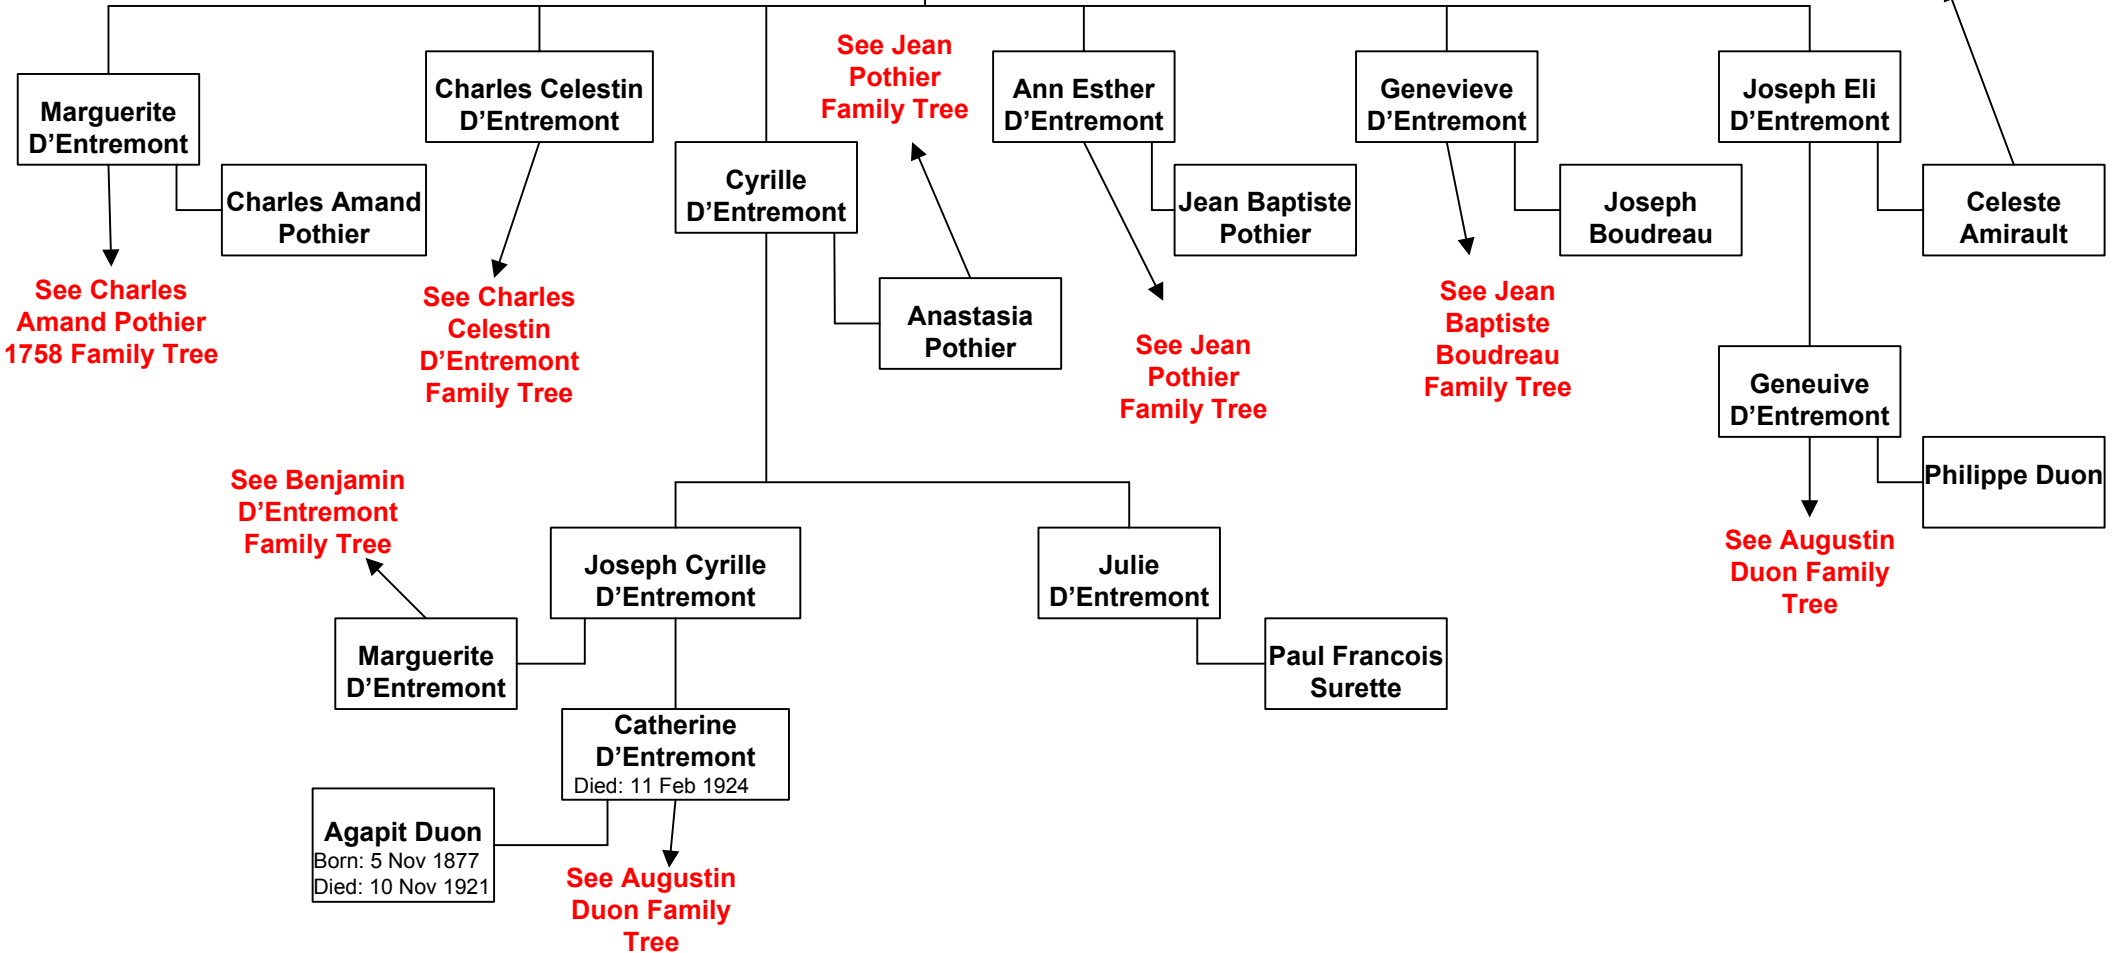 Marguerite
D'Entremont
Charles Amand
Pothier
See Charles
Amand Pothier
1758 Family Tree
Charles Celestin
D'Entremont
See Charles
Celestin
D'Entremont
Family Tree
Cyrille
D'Entremont
See Jean
Pothier
Family Tree
Anastasia
Pothier
Ann Esther
D'Entremont
Jean Baptiste
Pothier
See Jean
Pothier
Family Tree
Genevieve
D'Entremont
Joseph
Boudreau
See Jean
Baptiste
Boudreau
Family Tree
Joseph Eli
D'Entremont
Celeste
Amirault
Geneuive
D'Entremont
Philippe Duon
See Augustin
Duon Family
Tree
See Benjamin
D'Entremont
Family Tree
Joseph Cyrille
D'Entremont
Marguerite
D'Entremont
Julie
D'Entremont
Paul Francois
Surette
Catherine
D'Entremont
Died: 11 Feb 1924
Agapit Duon
Born: 5 Nov 1877
Died: 10 Nov 1921
See Augustin
Duon Family
Tree